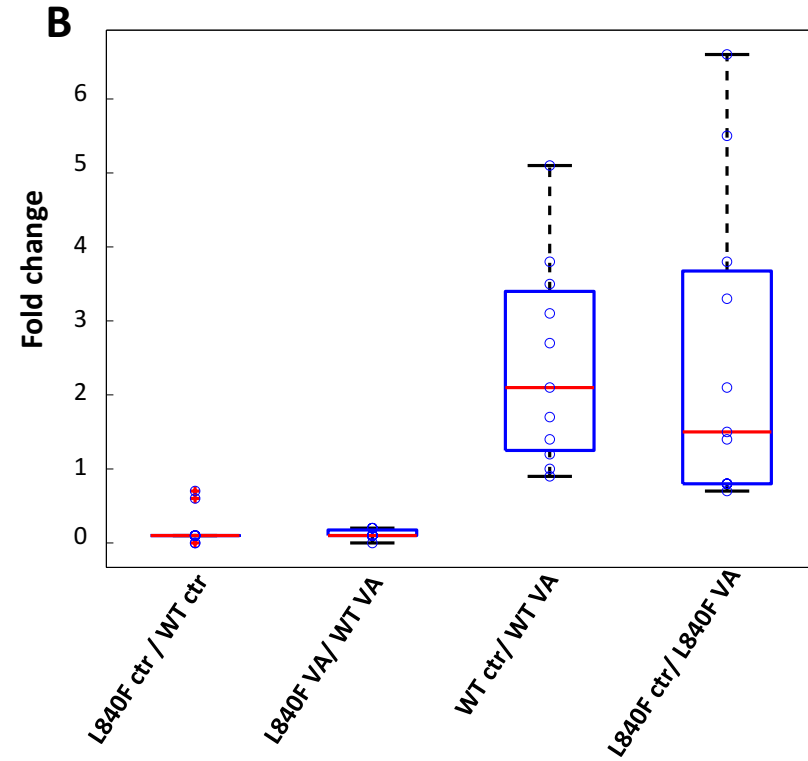 B
Fold change
6
5
4
3
2
1
0
L840F ctr / WT ctr
L840F VA/ WT VA
WT ctr/ WT VA
L840F ctr/ L840F VA